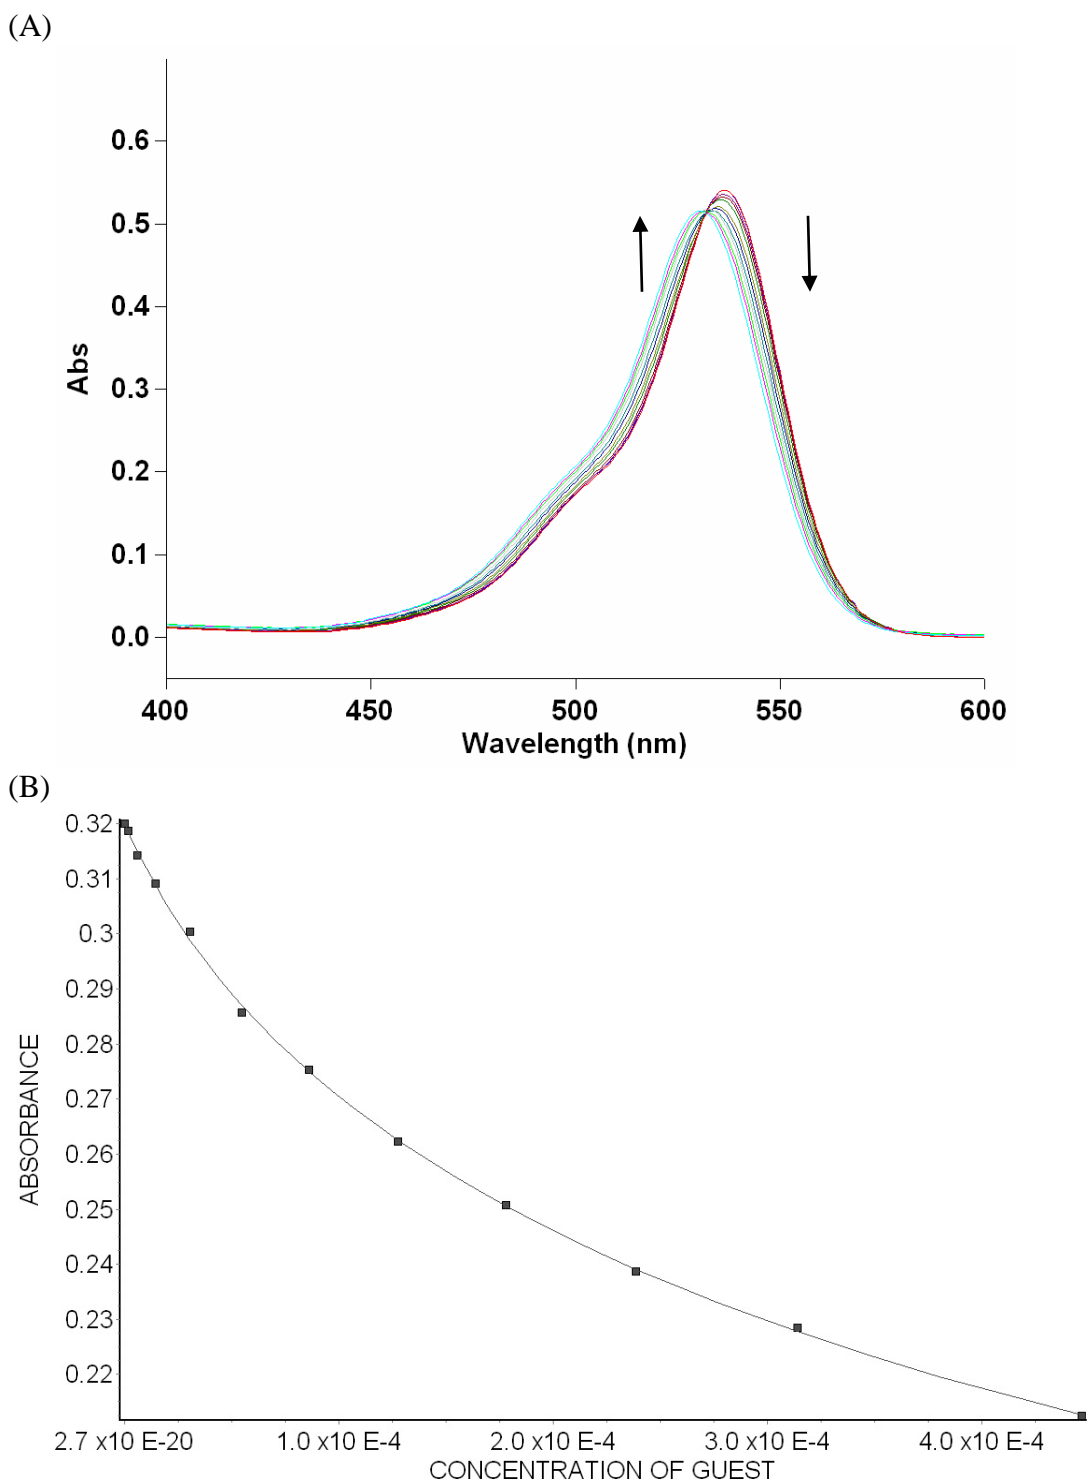 (A)
0.6
0.5
0.4
0.3
0.2
0.1
0.0
Abs
400 450 500 550 600
Wavelength (nm)
(B)
0.32
0.31
0.3
0.29
0.28
0.27
0.26
0.25
0.24
0.23
0.22
ABSORBANCE
2.7 x10 E-20 1.0 x10 E-4 2.0 x10 E-4 3.0 x10 E-4 4.0 x10 E-4
CONCENTRATION OF GUEST